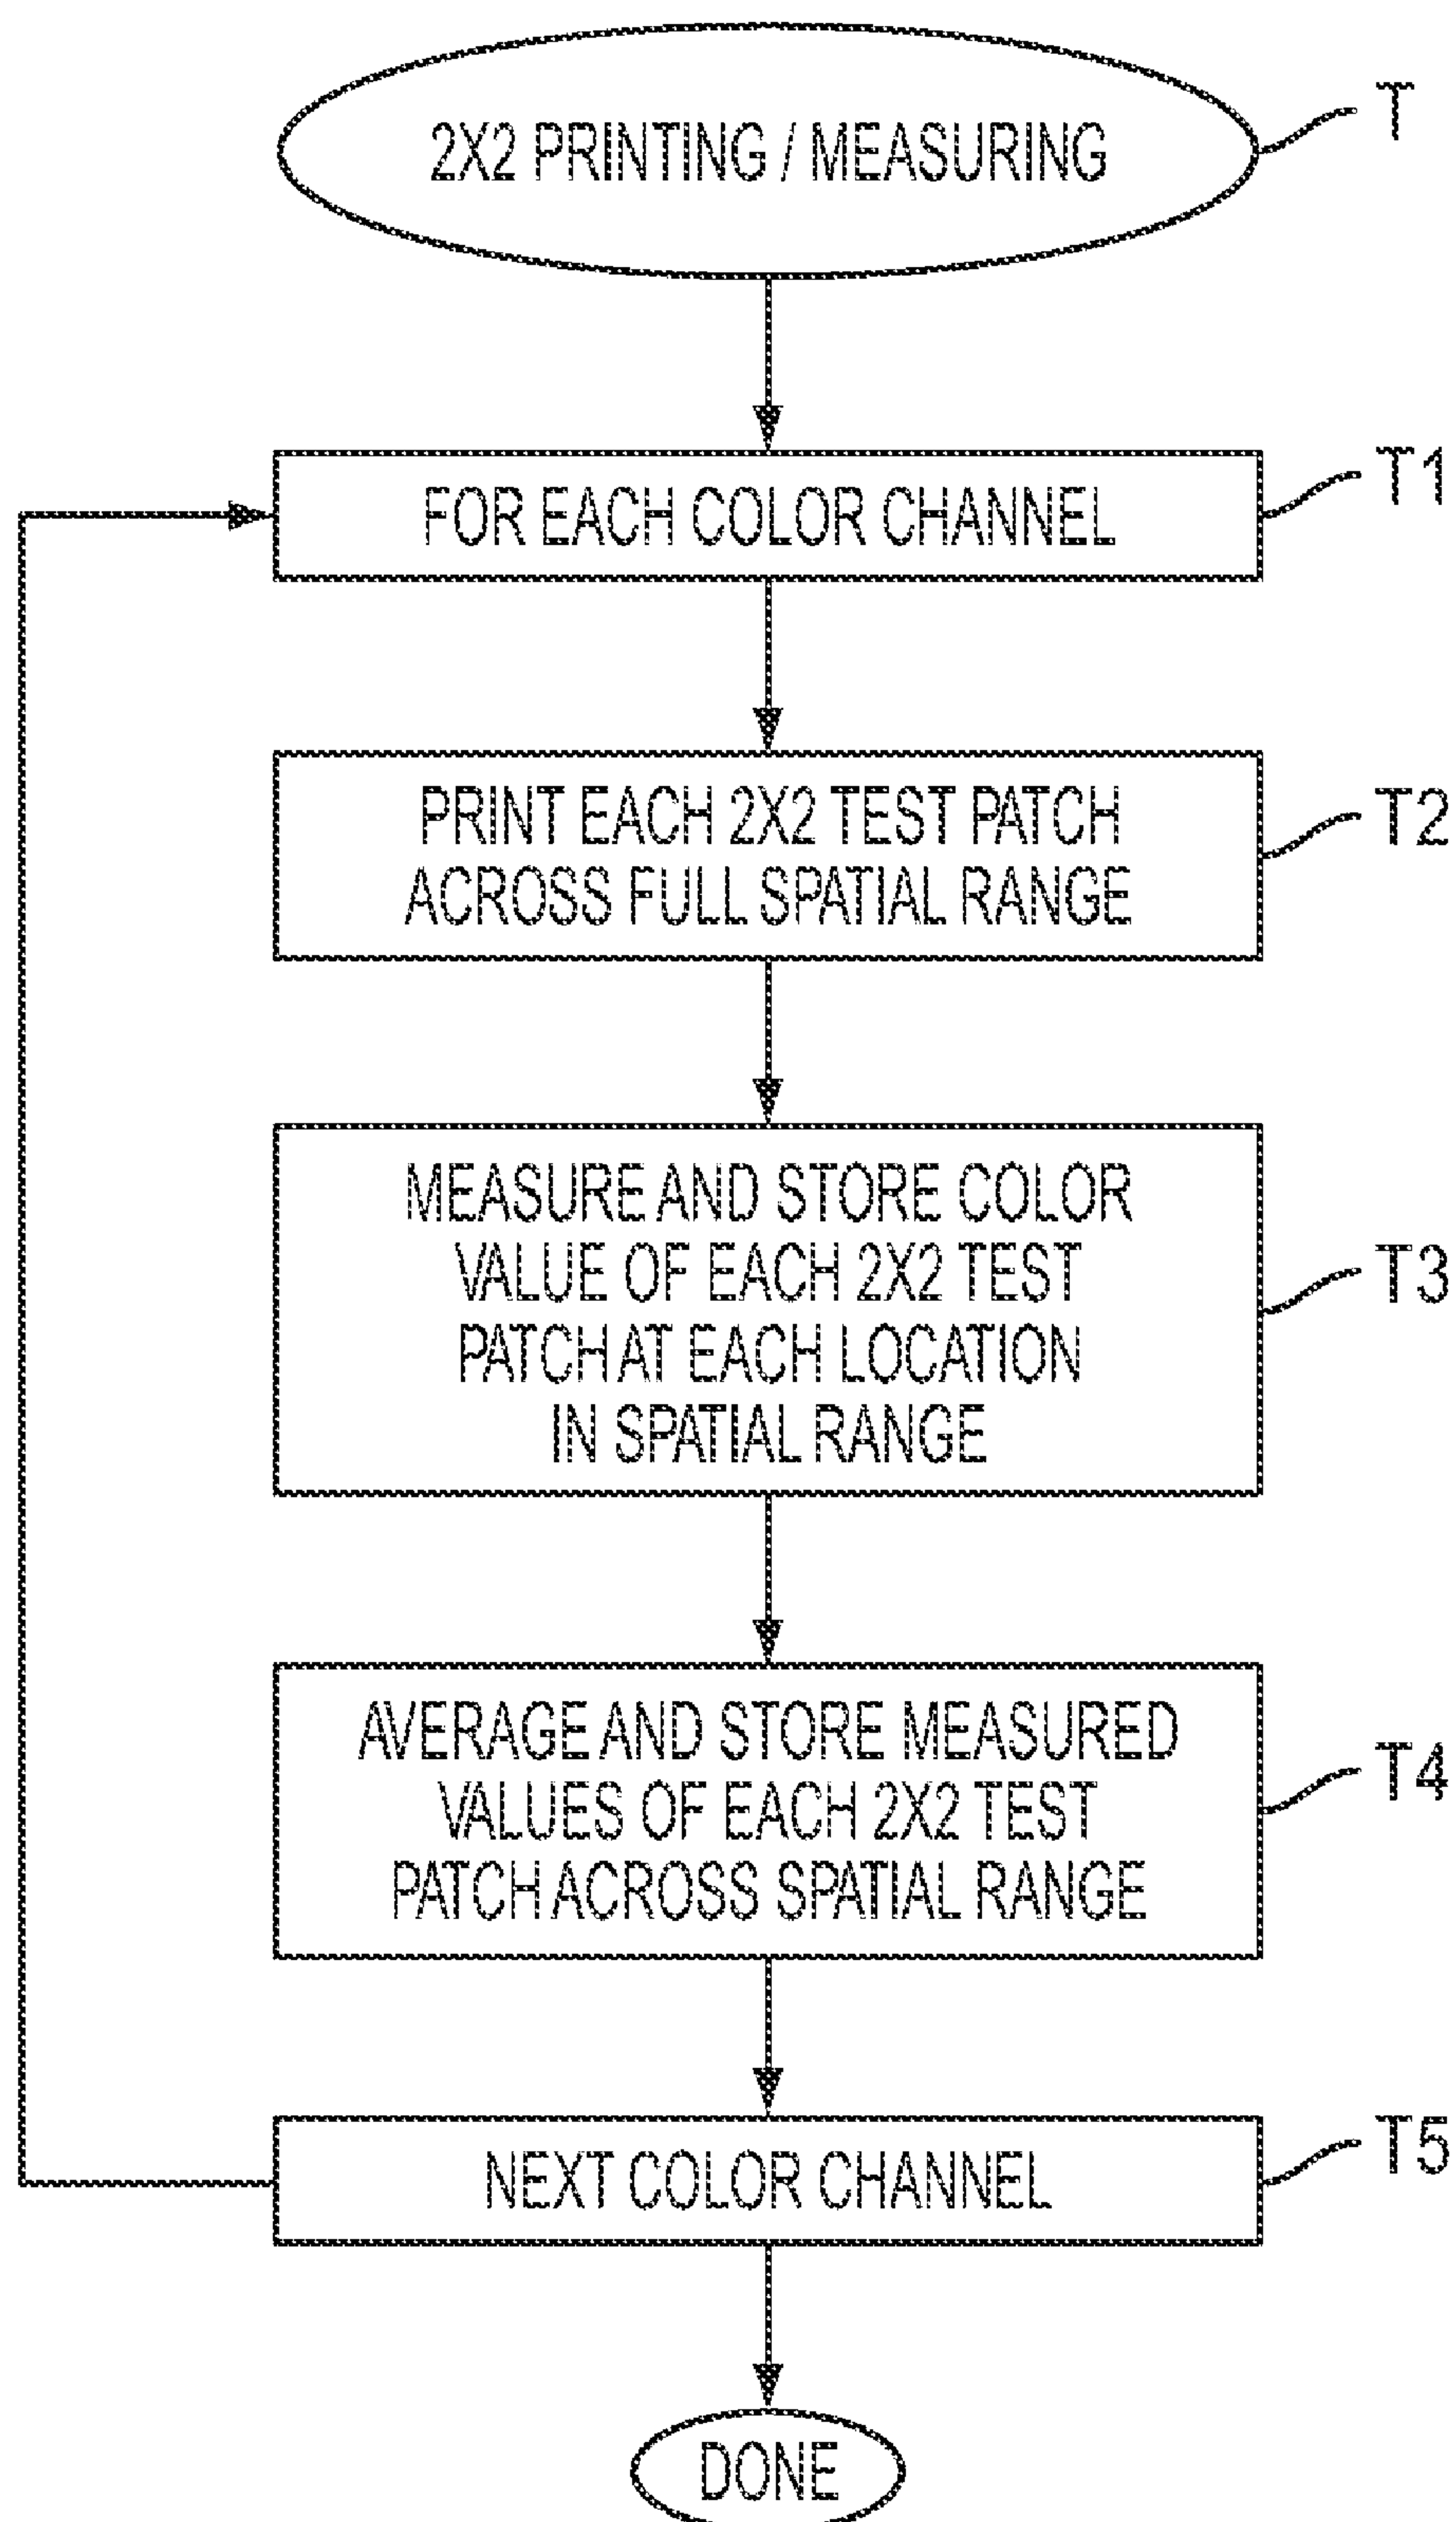 2X2 PRINTING / MEASURING
T
FOR EACH COLOR CHANNEL
T1
PRINT EACH 2X2 TEST PATCH
ACROSS FULL SPATIAL RANGE
T2
MEASURE AND STORE COLOR
VALUE OF EACH 2X2 TEST
PATCH AT EACH LOCATION
IN SPATIAL RANGE
T3
AVERAGE AND STORE MEASURED
VALUES OF EACH 2X2 TEST
PATCH ACROSS SPATIAL RANGE
T4
NEXT COLOR CHANNEL
T5
DONE